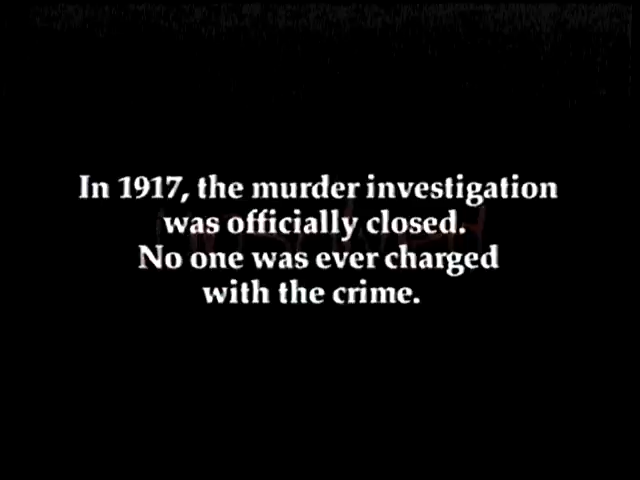 In 1917, the murder investigation
was officially closed.
No one was ever charged
with the crime.